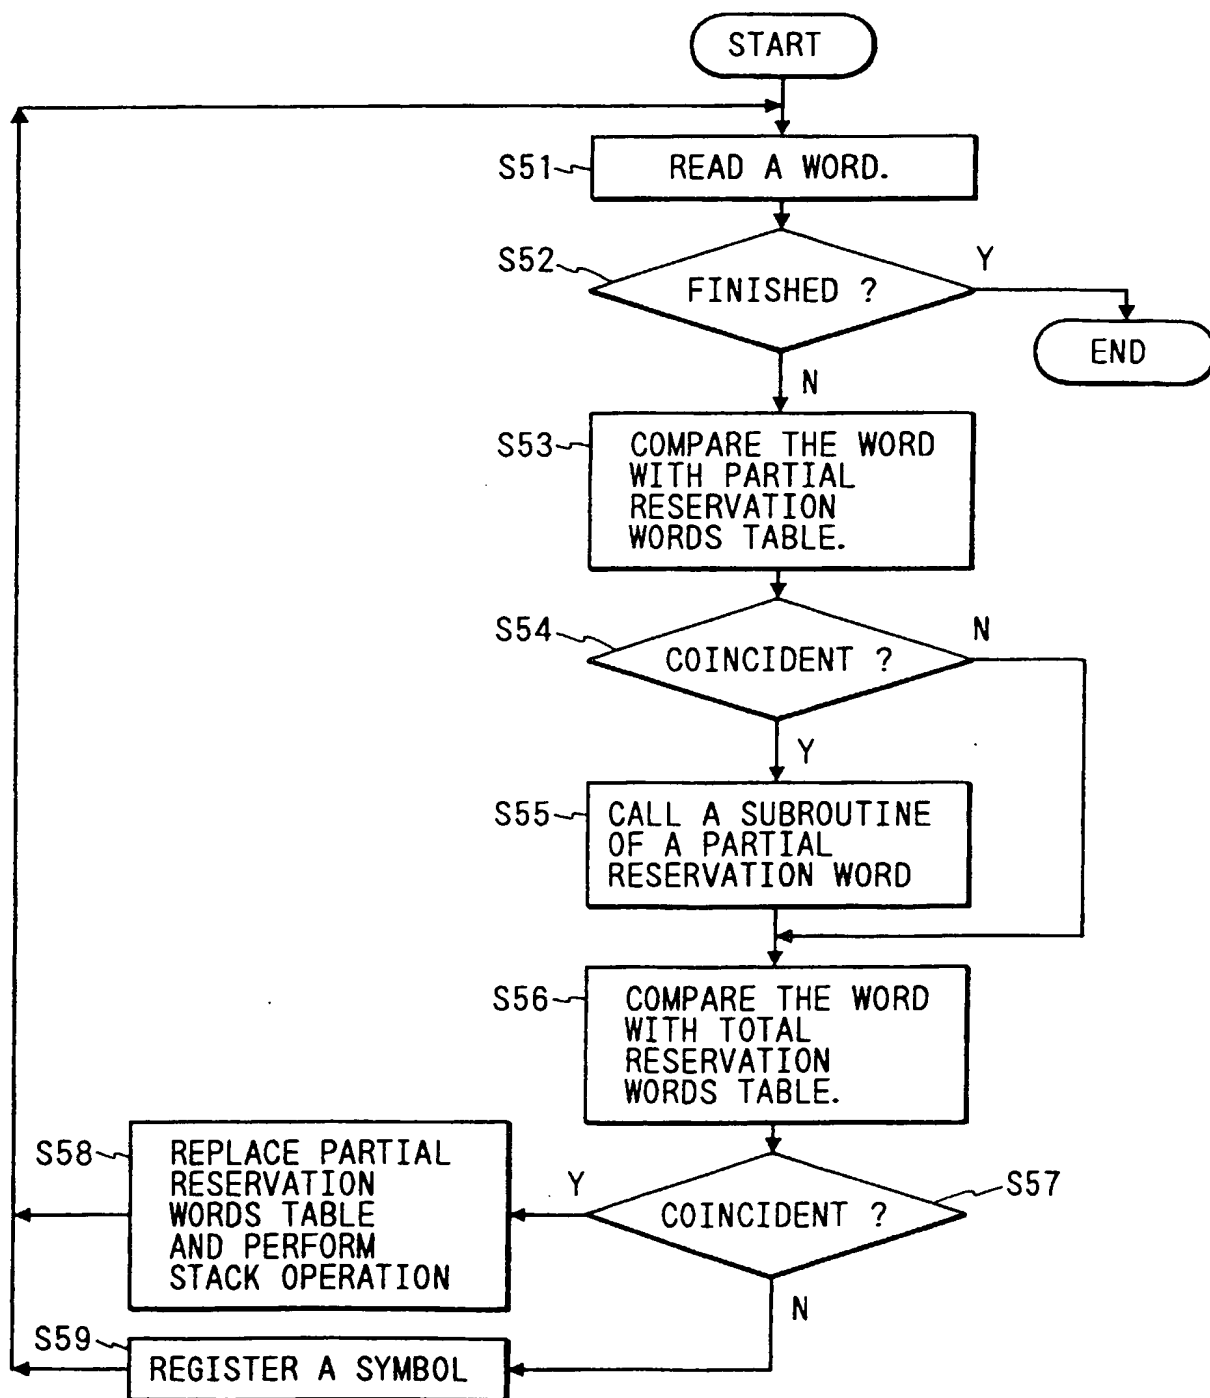 START
S51
READ A WORD.
S52
FINISHED ?
Y
END
N
S53
COMPARE THE WORD
WITH PARTIAL
RESERVATION
WORDS TABLE.
S54
COINCIDENT ?
N
Y
S55
CALL A SUBROUTINE
OF A PARTIAL
RESERVATION WORD
S56
COMPARE THE WORD
WITH TOTAL
RESERVATION
WORDS TABLE.
S57
COINCIDENT ?
Y
S58
REPLACE PARTIAL
RESERVATION
WORDS TABLE
AND PERFORM
STACK OPERATION
N
S59
REGISTER A SYMBOL